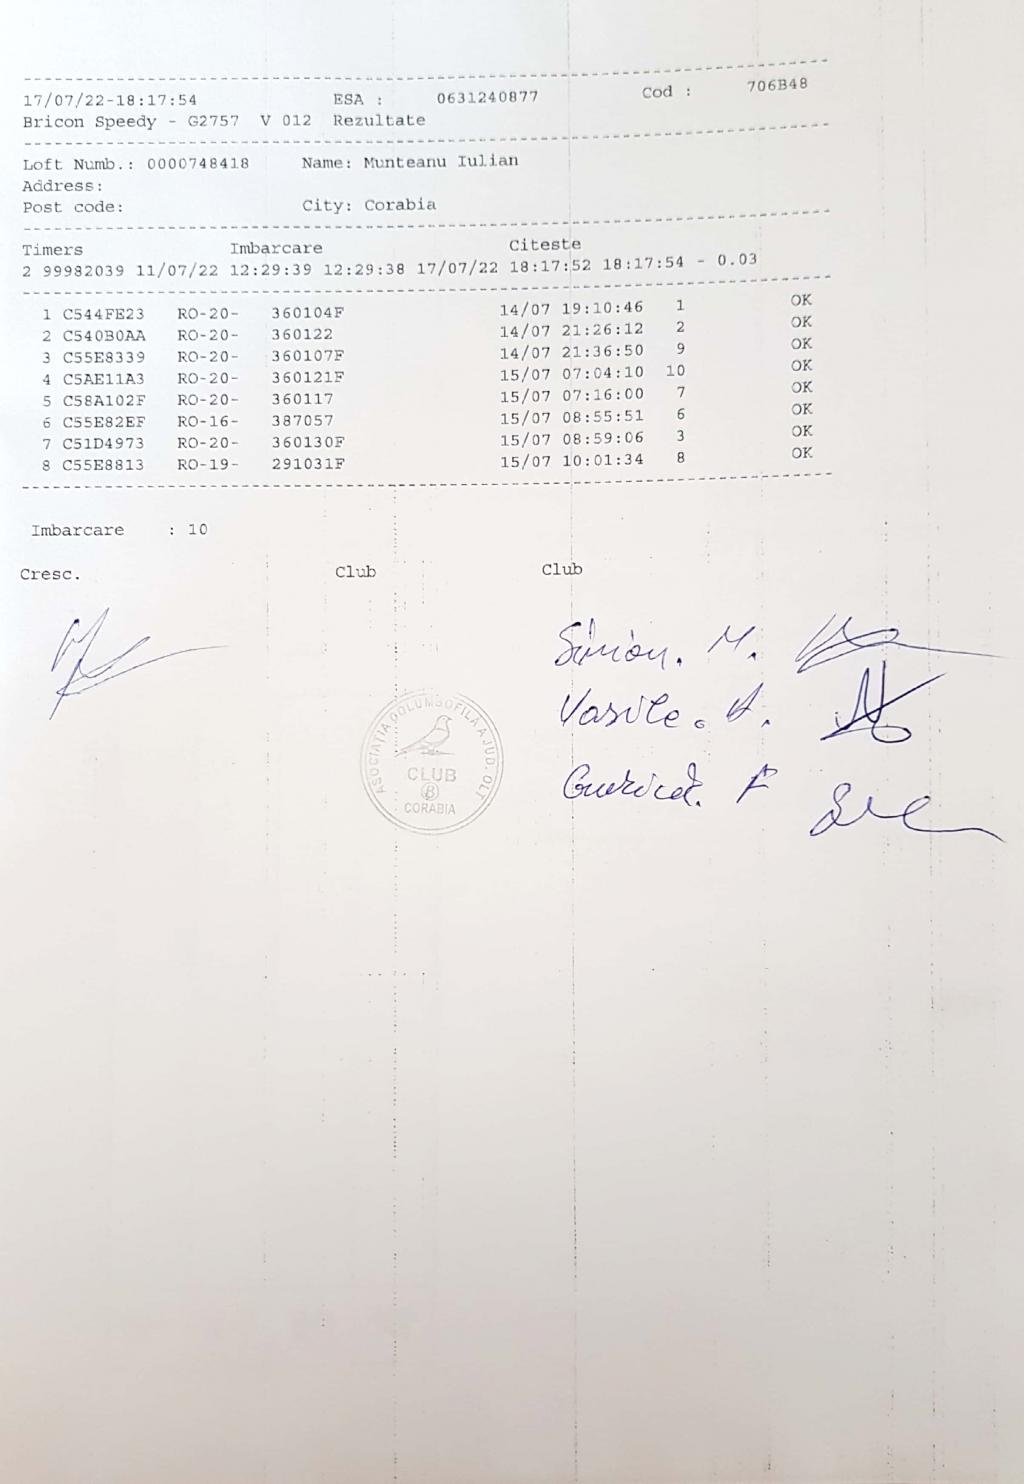 17/07/22-18:17:54 ESA : 0631240877 Cod : 706B48
Bricon Speedy - G2757 V 012 Rezultate
Loft Numb.: 0000748418 Name: Munteanu Iulian
Address:
Post code: City: Corabia
Timers Imbarcare Citeste
2 99982039 11/07/22 12:29:39 12:29:38 17/07/22 18:17:52 18:17:54 - 0.03
1 C544FE23 RO-20- 360104F 14/07 19:10:46 1 OK
2 C540B0AA RO-20- 360122 14/07 21:26:12 2 OK
3 C55E8339 RO-20- 360107F 14/07 21:36:50 9 OK
4 C5AE11A3 RO-20- 360121F 15/07 07:04:10 10 OK
5 C58A102F RO-20- 360117 15/07 07:16:00 7 OK
6 C55E82EF RO-16- 387057 15/07 08:55:51 6 OK
7 C51D4973 RO-20- 360130F 15/07 08:59:06 3 OK
8 C55E8813 RO-19- 291031F 15/07 10:01:34 8 OK
Imbarcare : 10
Cresc. Club Club
Simion. M.
Vasile. A.
ASOCIATIA COLUMBOFILA A JUD. OLT
CLUB
B
CORABIA